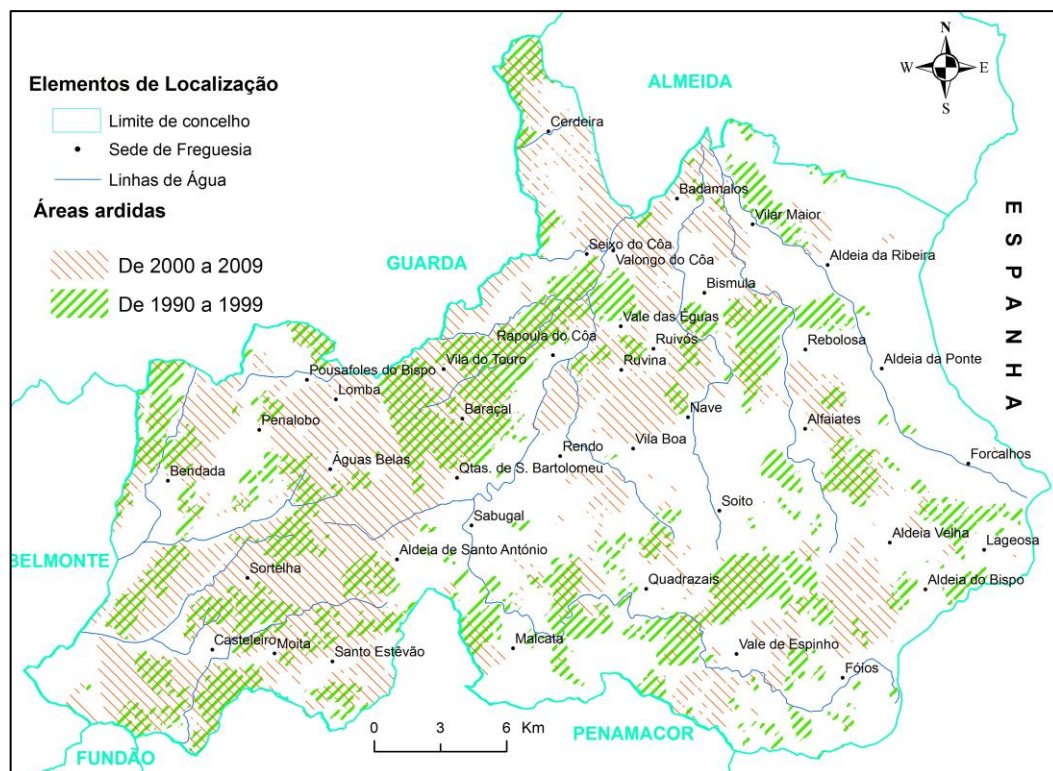 Elementos de Localização
Limite de concelho
Sede de Freguesia
Linhas de Água
Áreas ardidas
De 2000 a 2009
De 1990 a 1999
N
W
E
S
ALMEIDA
ESPANHA
GUARDA
BELMONTE
FUNDÃO
PENAMACOR
Cerdeira
Badamalos
Vilar Maior
Seixo do Côa
Valongo do Côa
Aldeia da Ribeira
Bismula
Vale das Éguas
Rapoula do Côa
Ruivós
Rebolosa
Vila do Touro
Ruvina
Aldeia da Ponte
Pousafoles do Bispo
Lomba
Baraçal
Nave
Penalobo
Alfaiates
Vila Boa
Rendo
Forcalhos
Águas Belas
Bendada
Qtas. de S. Bartolomeu
Soito
Sabugal
Aldeia Velha
Lageosa
Aldeia de Santo António
Sortelha
Quadrazais
Aldeia do Bispo
Casteleiro
Moita
Santo Estêvão
Malcata
Vale de Espinho
Fóios
0 3 6 Km